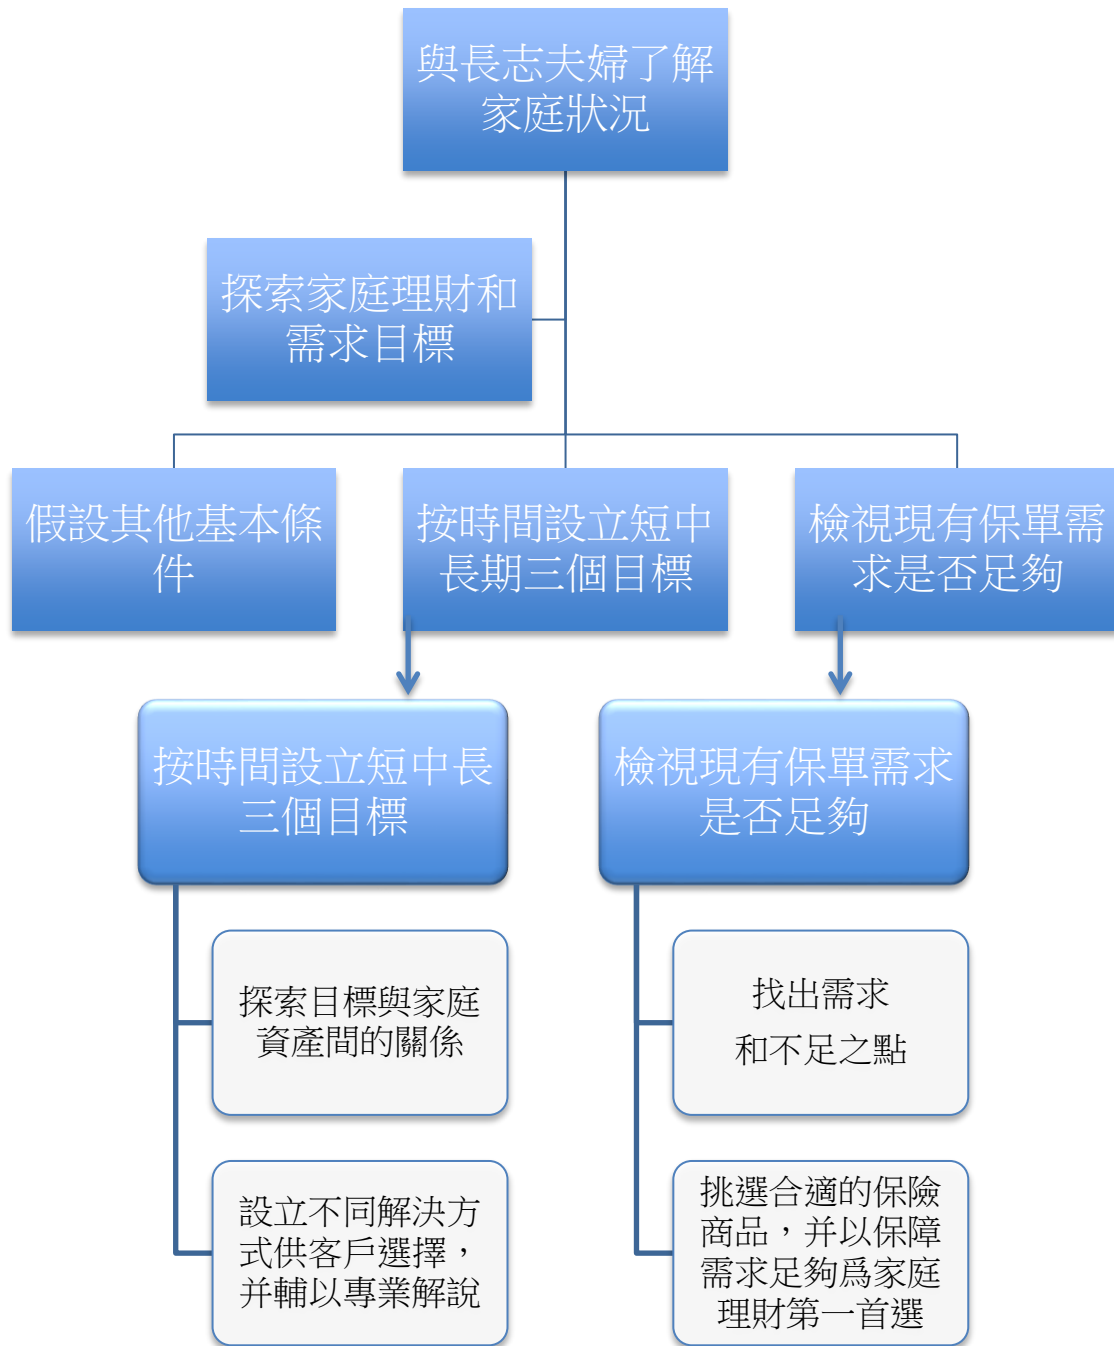 與長志夫婦了解
家庭狀況
探索家庭理財和
需求目標
假設其他基本條
件
按時間設立短中
長期三個目標
檢視現有保單需
求是否足夠
按時間設立短中長
三個目標
檢視現有保單需求
是否足夠
探索目標與家庭
資產間的關係
找出需求
和不足之點
設立不同解決方
式供客戶選擇，
并輔以專業解說
挑選合適的保險
商品，并以保障
需求足夠爲家庭
理財第一首選